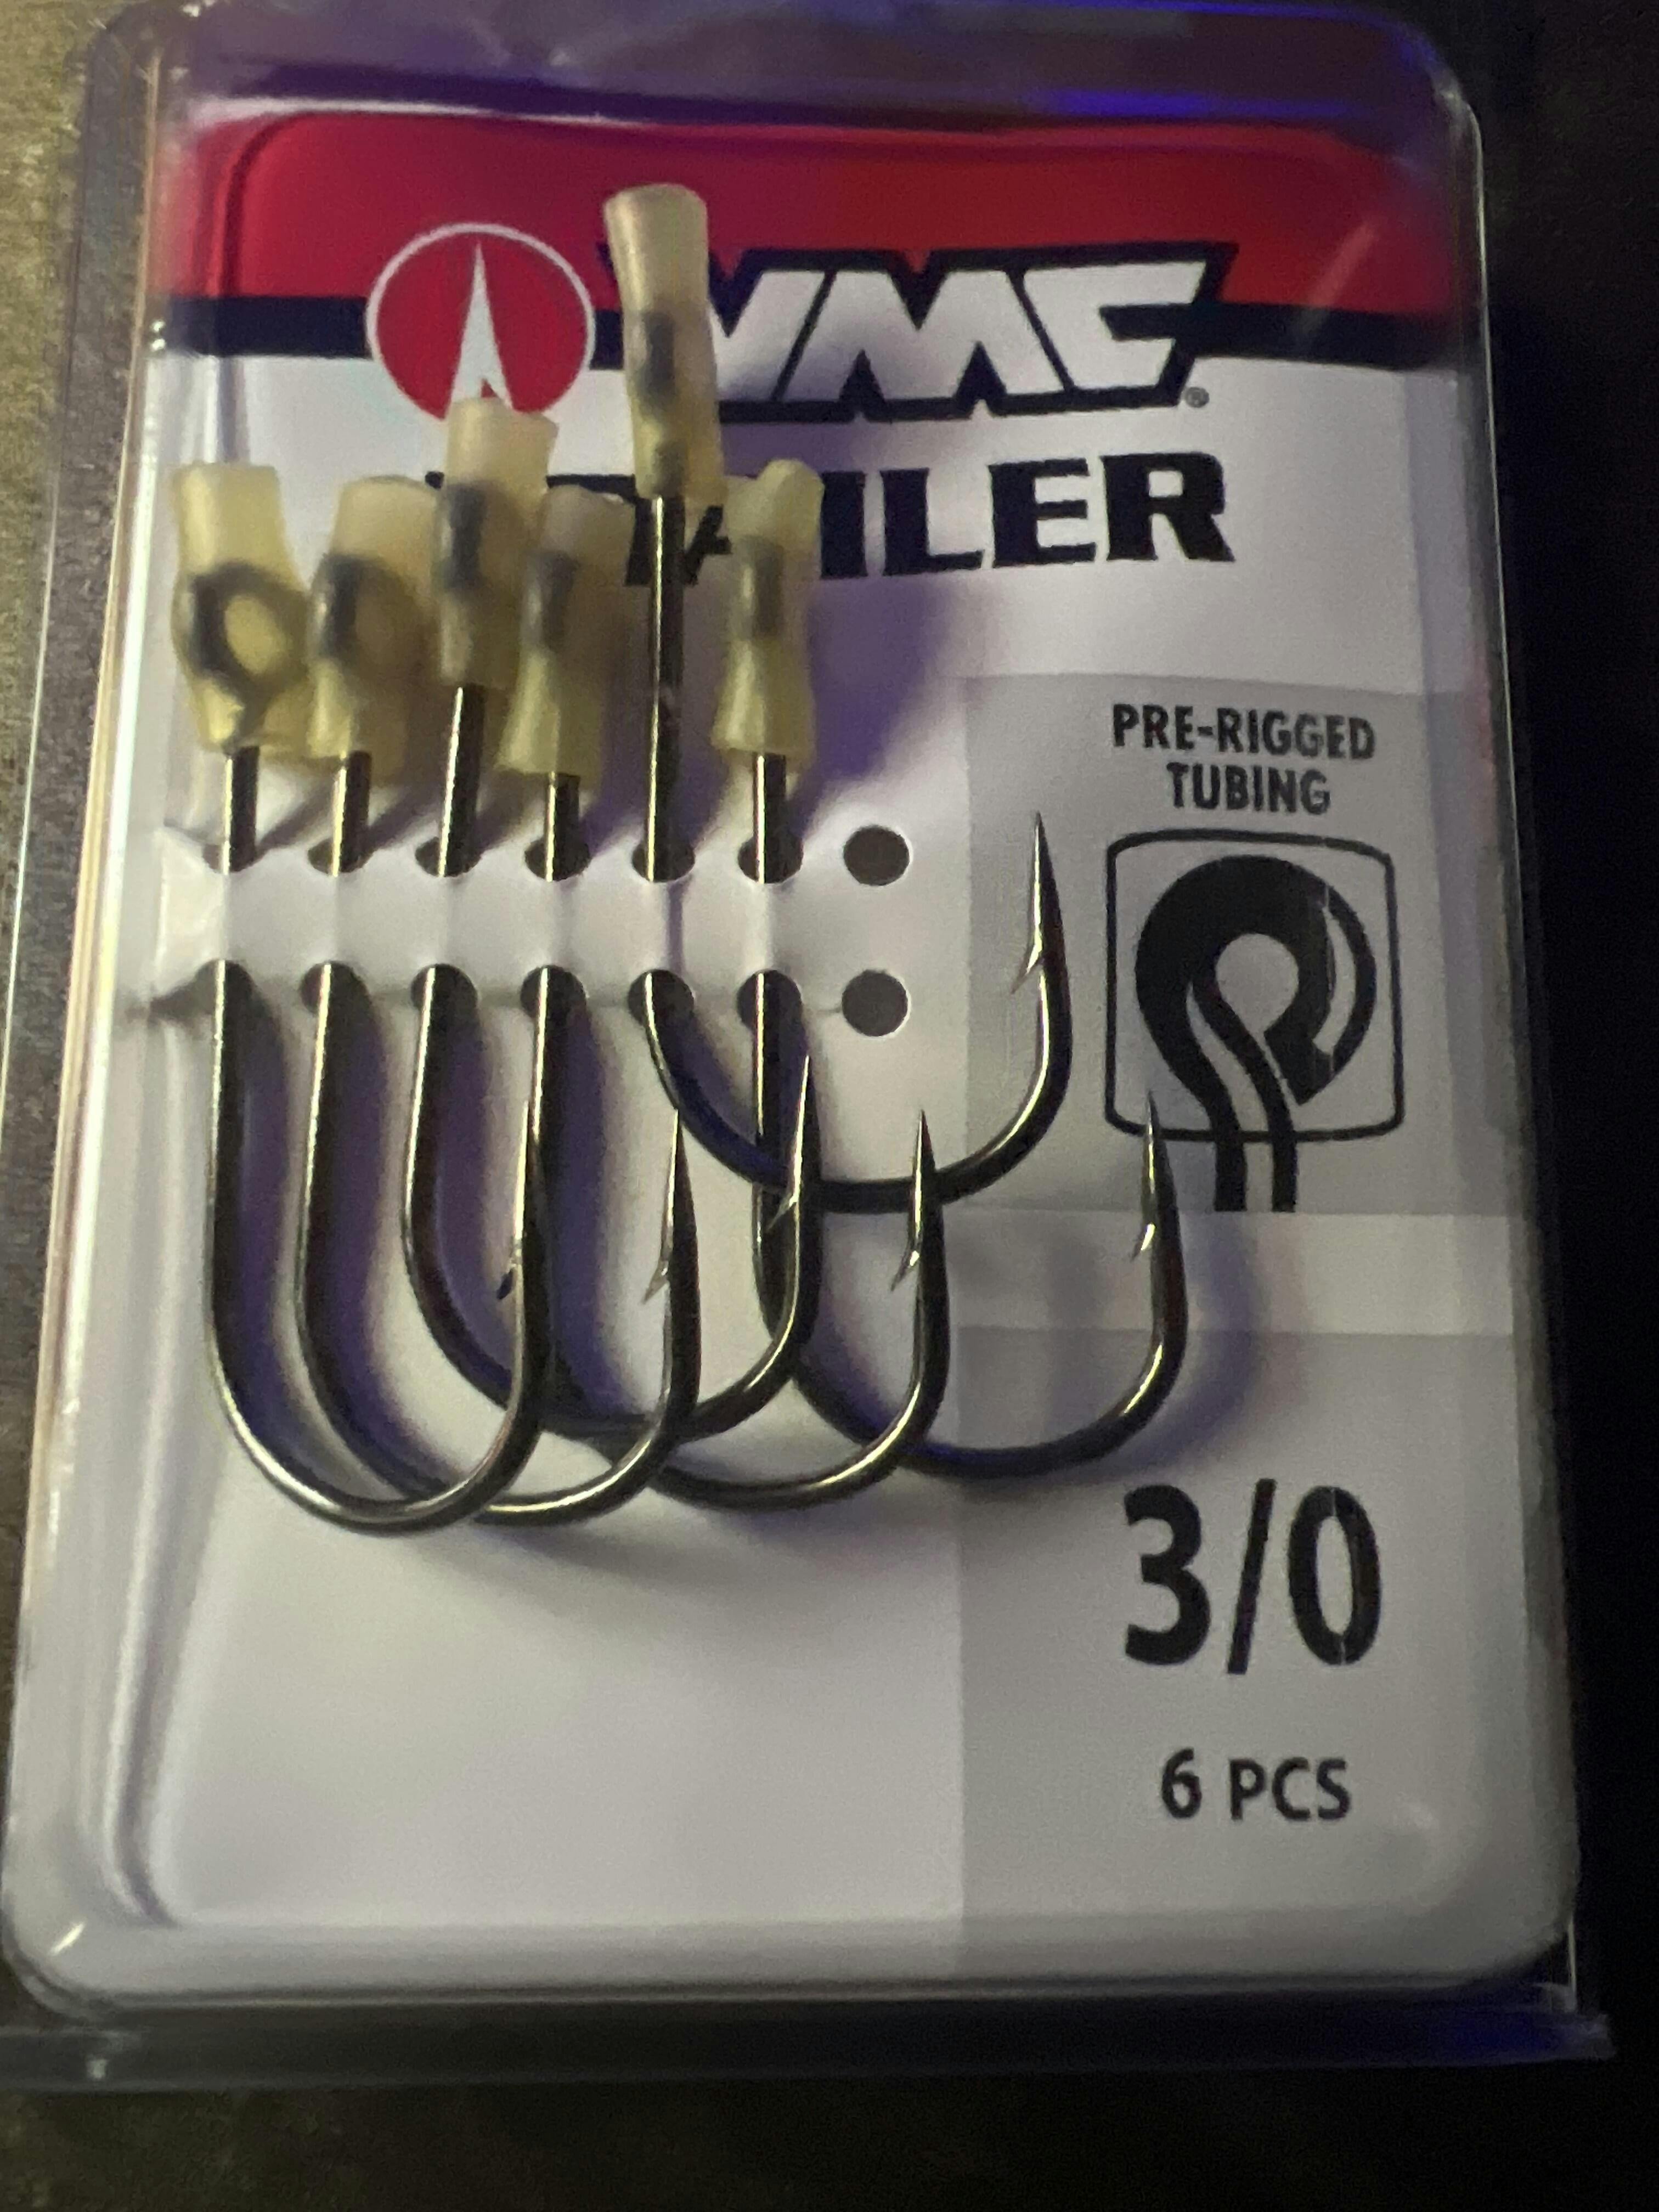 VMC®
PRE-RIGGED
TUBING
3/0
6 PCS